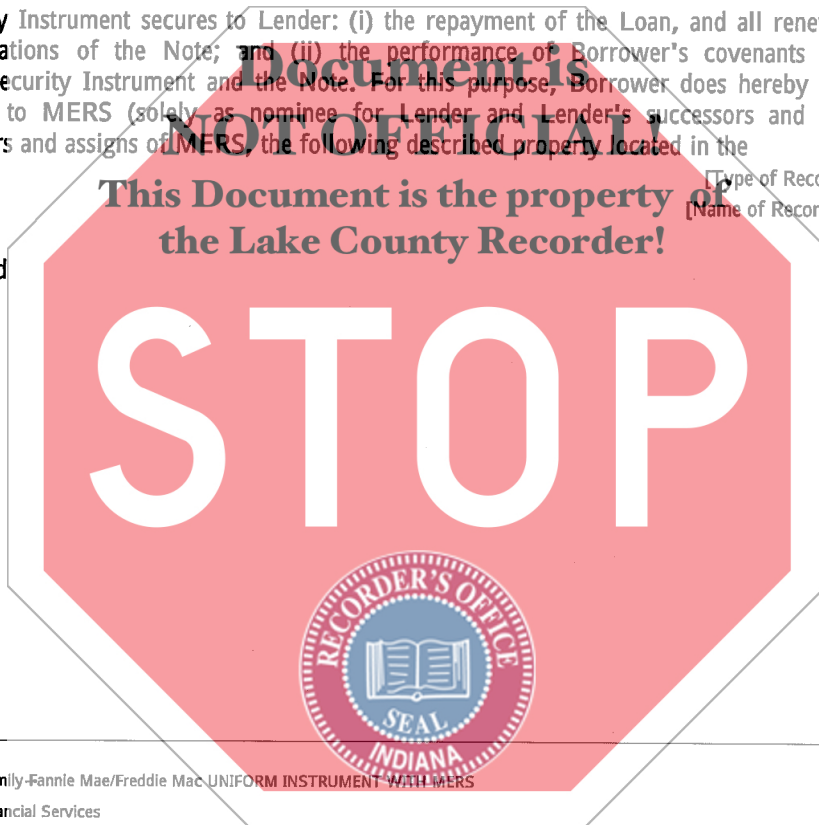 y Instrument secures to Lender: (i) the repayment of the Loan, and all rene
ations of the Note; and (ii) the performance of Borrower's covenants
ecurity Instrument and the Note. For this purpose, Borrower does hereby
to MERS (solely as nominee for Lender and Lender's successors and
rs and assigns of MERS, the following described property located in the
[Type of Reco
[Name of Recor
d
Document is
NOT OFFICIAL!
This Document is the property of
the Lake County Recorder!
STOP
RECORDER'S OFFICE
SEAL
INDIANA
mily-Fannie Mae/Freddie Mac UNIFORM INSTRUMENT WITH MERS
ancial Services